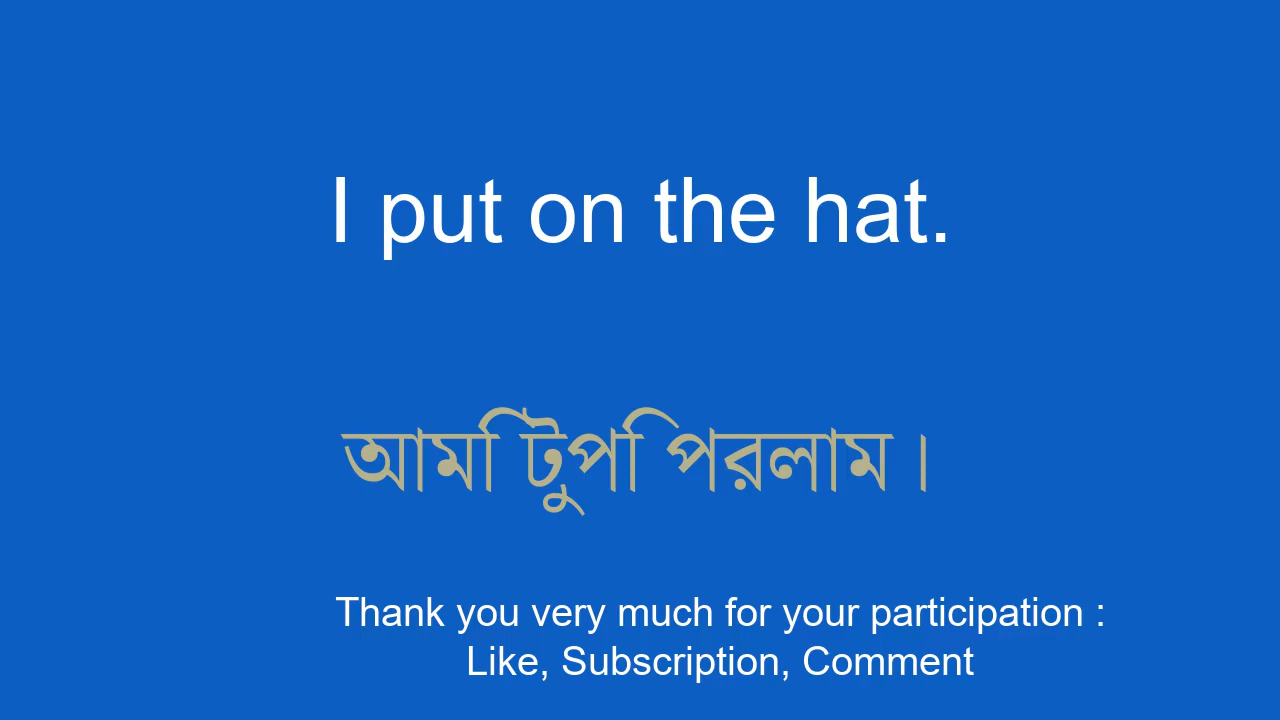 I put on the hat.
আমি টুপি পরলাম।
Thank you very much for your participation :
Like, Subscription, Comment